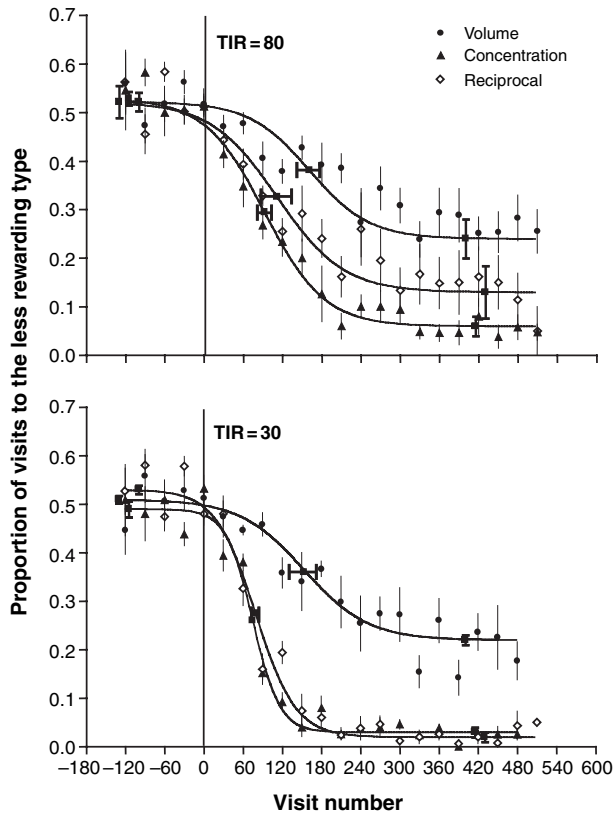 Proportion of visits to the less rewarding type
0.7
0.6
0.5
0.4
0.3
0.2
0.1
0.0
TIR = 80
Volume
Concentration
Reciprocal
0.7
0.6
0.5
0.4
0.3
0.2
0.1
0.0
TIR = 30
−180 −120 −60 0 60 120 180 240 300 360 420 480 540 600
Visit number